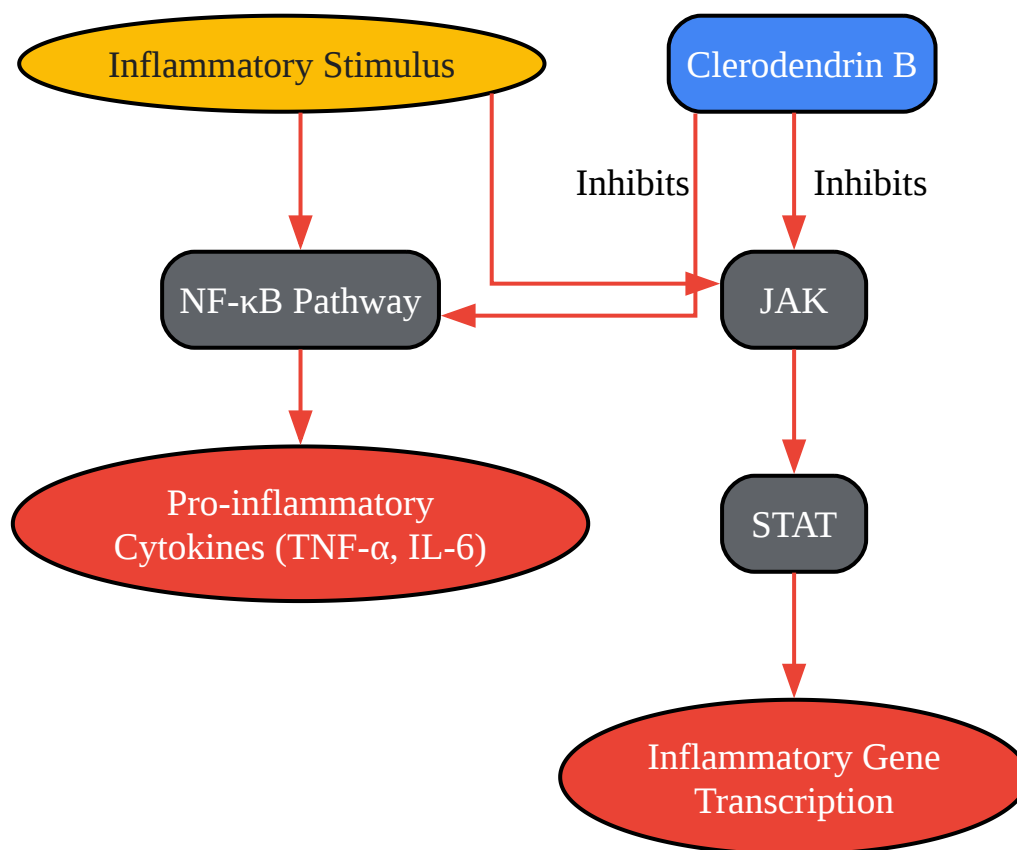 Inflammatory Stimulus
Clerodendrin B
Inhibits
Inhibits
NF-κB Pathway
JAK
Pro-inflammatory
Cytokines (TNF-α, IL-6)
STAT
Inflammatory Gene
Transcription